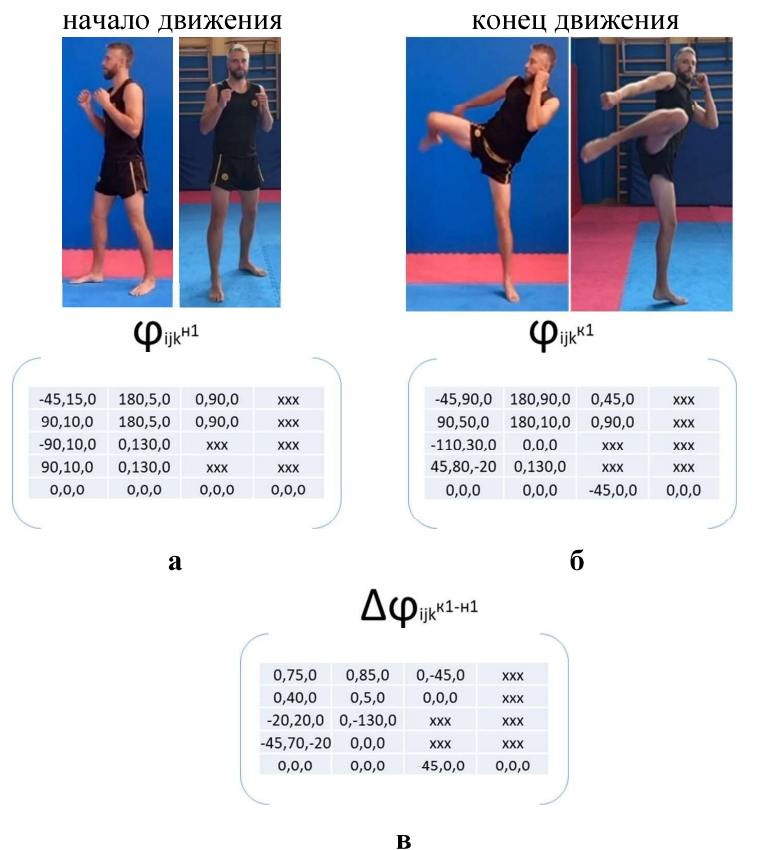 начало движения
конец движения
φijkн1
φijkк1
-45,15,0 180,5,0 0,90,0 xxx
90,10,0 180,5,0 0,90,0 xxx
-90,10,0 0,130,0 xxx xxx
90,10,0 0,130,0 xxx xxx
0,0,0 0,0,0 0,0,0 0,0,0
-45,90,0 180,90,0 0,45,0 xxx
90,50,0 180,10,0 0,90,0 xxx
-110,30,0 0,0,0 xxx xxx
45,80,-20 0,130,0 xxx xxx
0,0,0 0,0,0 -45,0,0 0,0,0
а
б
Δφijkк1-н1
0,75,0 0,85,0 0,-45,0 xxx
0,40,0 0,5,0 0,0,0 xxx
-20,20,0 0,-130,0 xxx xxx
-45,70,-20 0,0,0 xxx xxx
0,0,0 0,0,0 45,0,0 0,0,0
в